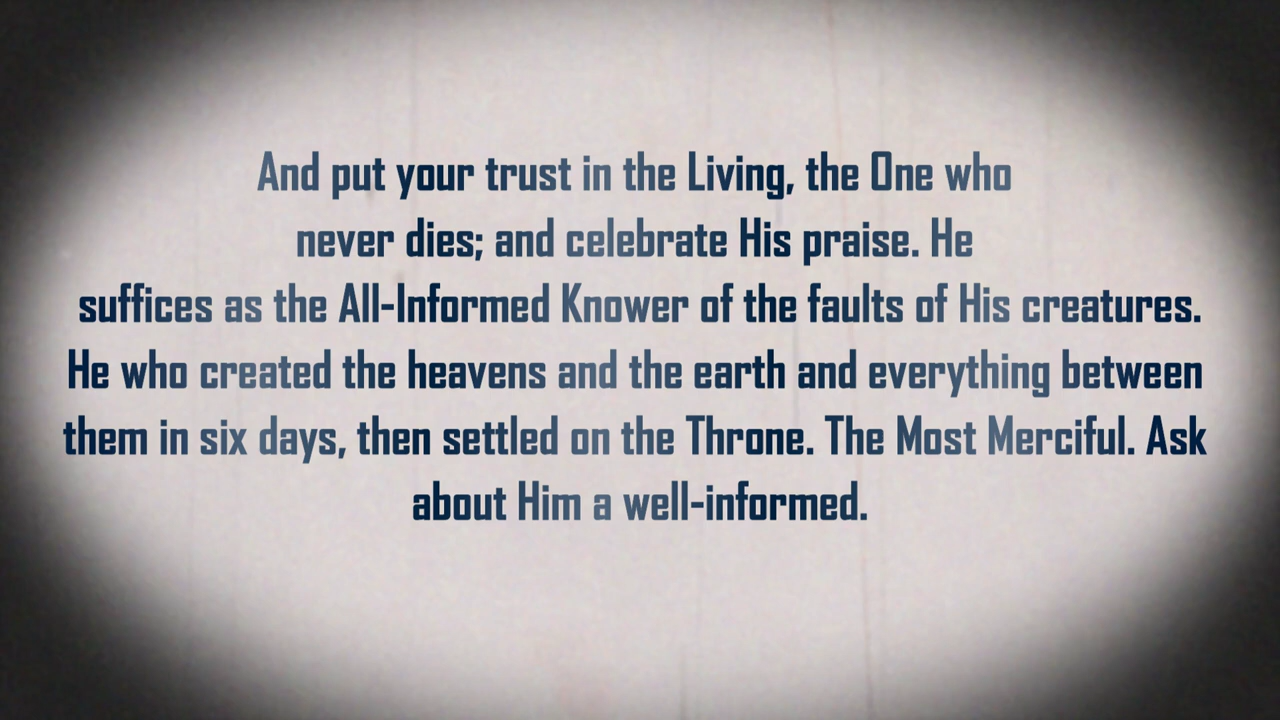 And put your trust in the Living, the One who
never dies; and celebrate His praise. He
suffices as the All-Informed Knower of the faults of His creatures.
He who created the heavens and the earth and everything between
them in six days, then settled on the Throne. The Most Merciful. Ask
about Him a well-informed.